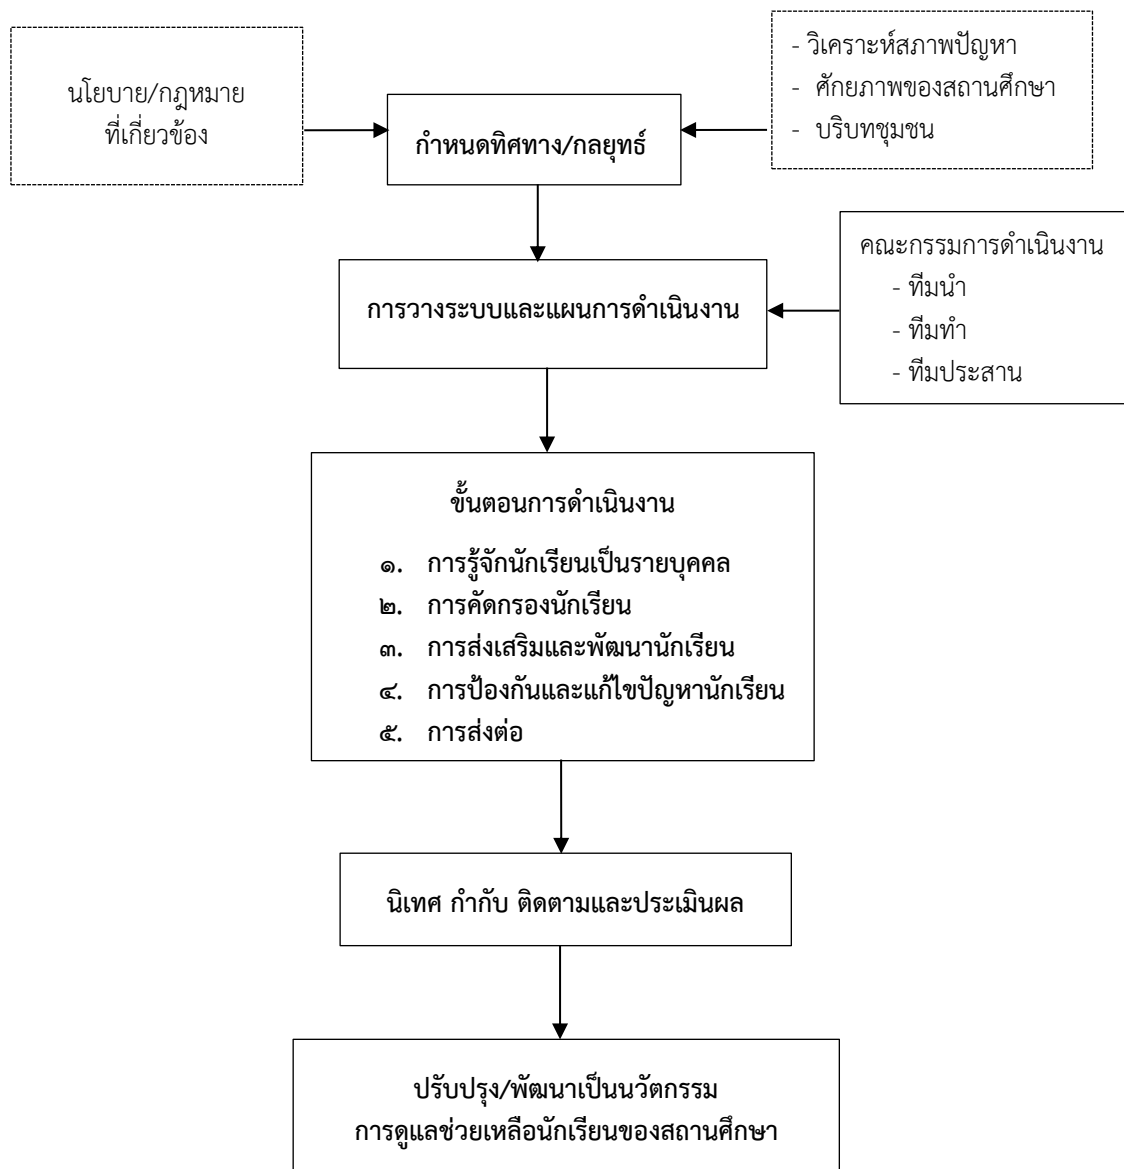 นโยบาย/กฎหมาย
ที่เกี่ยวข้อง
- วิเคราะห์สภาพปัญหา
- ศักยภาพของสถานศึกษา
- บริบทชุมชน
กำหนดทิศทาง/กลยุทธ์
คณะกรรมการดำเนินงาน
- ทีมนำ
- ทีมทำ
- ทีมประสาน
การวางระบบและแผนการดำเนินงาน
ขั้นตอนการดำเนินงาน
๑. การรู้จักนักเรียนเป็นรายบุคคล
๒. การคัดกรองนักเรียน
๓. การส่งเสริมและพัฒนานักเรียน
๔. การป้องกันและแก้ไขปัญหานักเรียน
๕. การส่งต่อ
นิเทศ กำกับ ติดตามและประเมินผล
ปรับปรุง/พัฒนาเป็นนวัตกรรม
การดูแลช่วยเหลือนักเรียนของสถานศึกษา